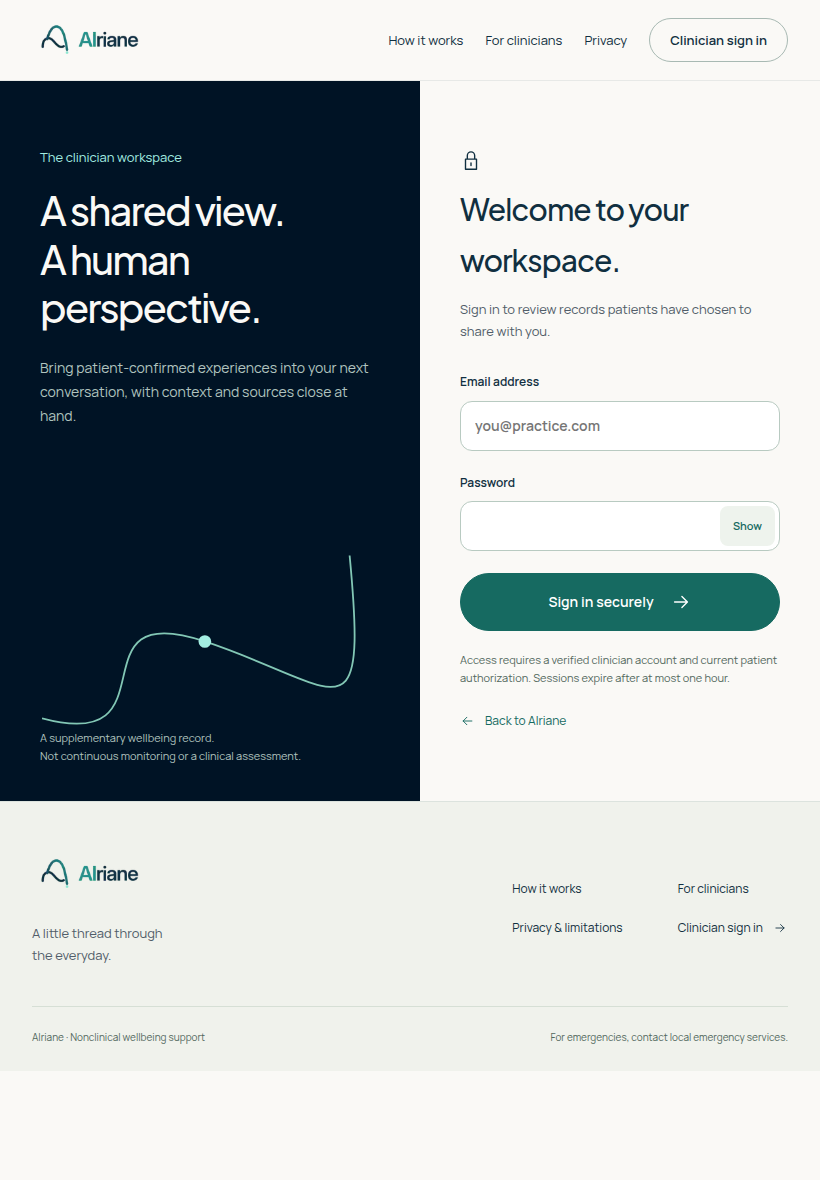 AIriane
How it works
For clinicians
Privacy
Clinician sign in
The clinician workspace
A shared view.
A human
perspective.
Bring patient-confirmed experiences into your next
conversation, with context and sources close at
hand.
A supplementary wellbeing record.
Not continuous monitoring or a clinical assessment.
Welcome to your
workspace.
Sign in to review records patients have chosen to
share with you.
Email address
you@practice.com
Password
Show
Sign in securely
Access requires a verified clinician account and current patient
authorization. Sessions expire after at most one hour.
Back to AIriane
AIriane
A little thread through
the everyday.
How it works
For clinicians
Privacy & limitations
Clinician sign in
AIriane · Nonclinical wellbeing support
For emergencies, contact local emergency services.